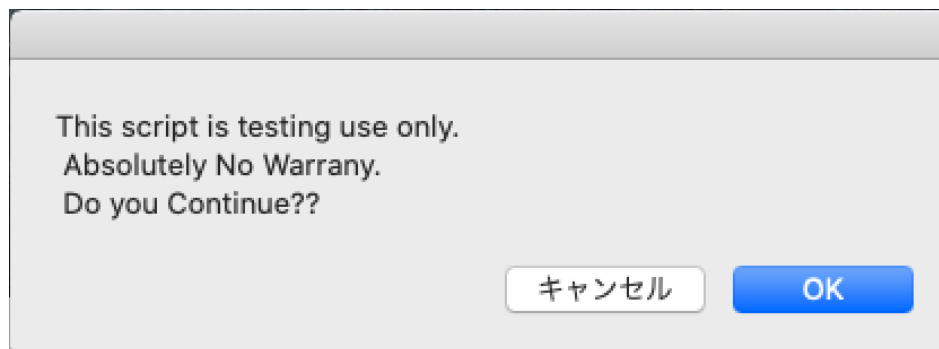 This script is testing use only.
Absolutely No Warrany.
Do you Continue??
キャンセル OK